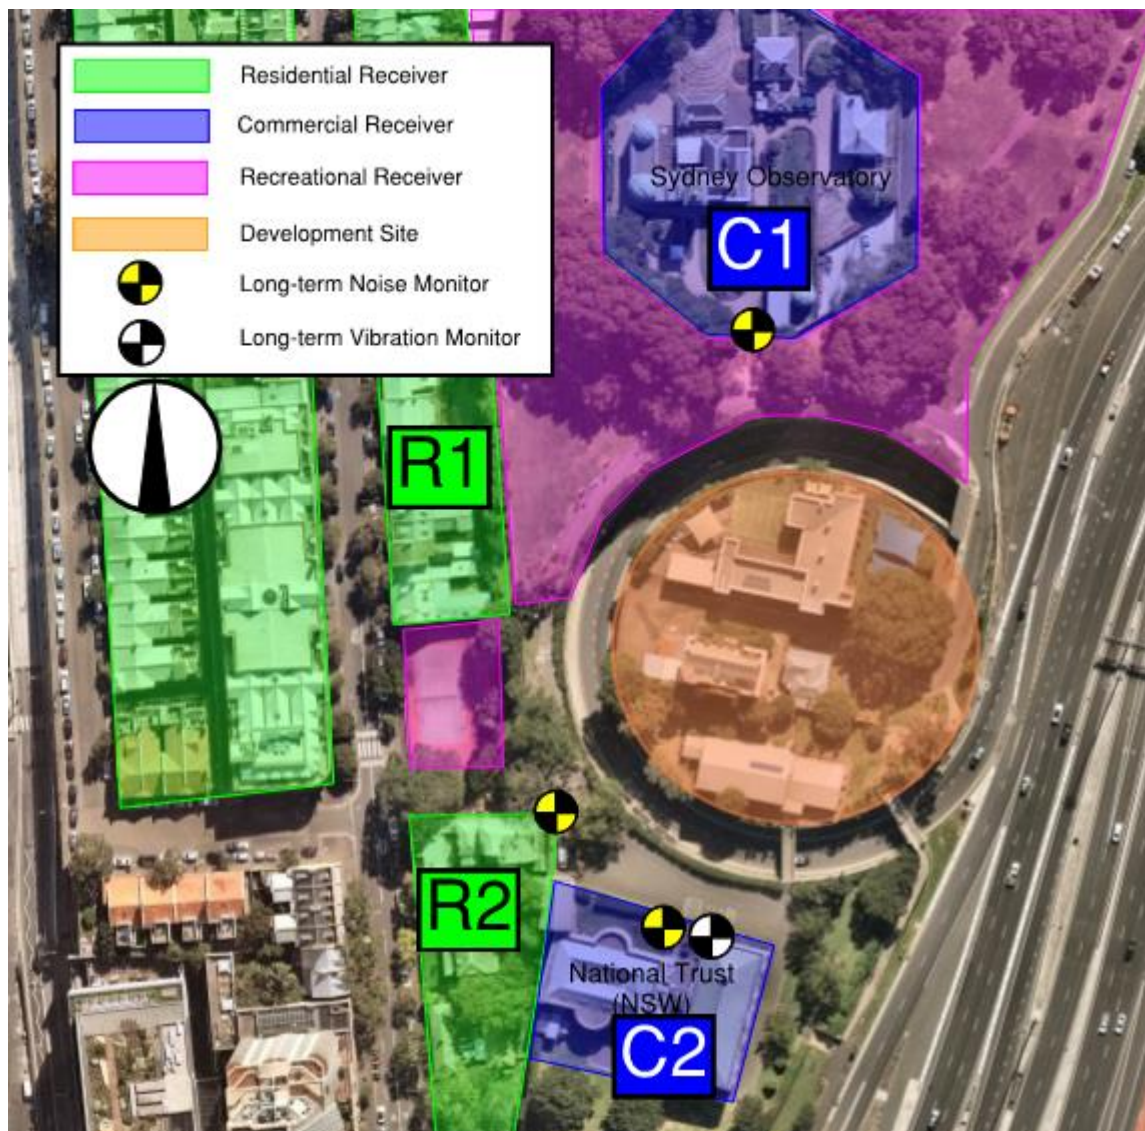 Residential Receiver
Commercial Receiver
Recreational Receiver
Development Site
Long-term Noise Monitor
Long-term Vibration Monitor
Sydney Observatory
C1
R1
R2
National Trust
(NSW)
C2